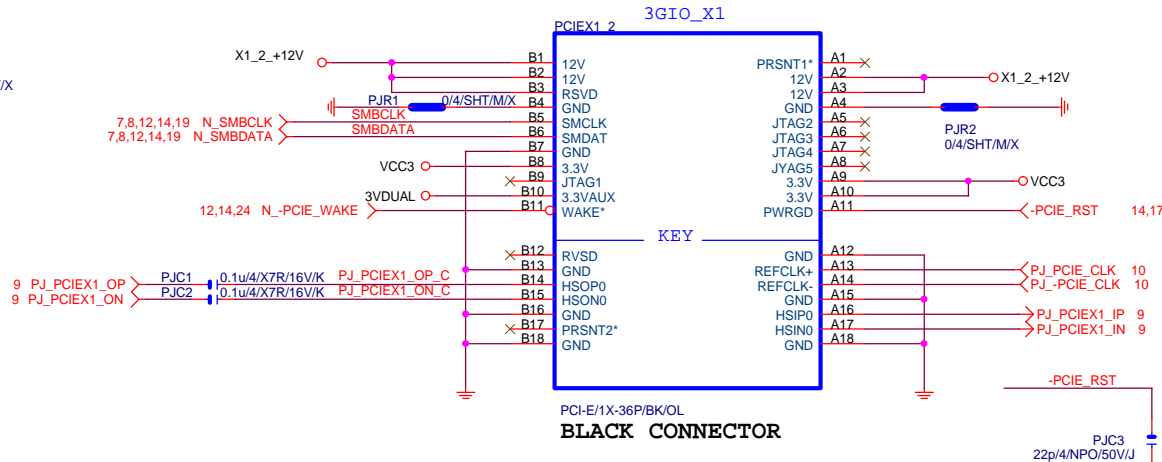 3GIO_X1
PCIEX1_2
X1_2_+12V B1 12V PRSNT1* A1
B2 12V 12V A2 X1_2_+12V
/X B3 RSVD 12V A3
PJR1 0/4/SHT/M/X B4 GND GND A4
7,8,12,14,19 N_SMBCLK SMBCLK B5 SMCLK JTAG2 A5
7,8,12,14,19 N_SMBDATA SMBDATA B6 SMDAT JTAG3 A6 PJR2
B7 GND JTAG4 A7 0/4/SHT/M/X
VCC3 B8 3.3V JYAG5 A8
B9 JTAG1 3.3V A9 VCC3
3VDUAL B10 3.3VAUX 3.3V A10
12,14,24 N_-PCIE_WAKE B11 WAKE* PWRGD A11 -PCIE_RST 14,17
KEY
B12 RVSD GND A12
B13 GND REFCLK+ A13 PJ_PCIE_CLK 10
9 PJ_PCIEX1_OP PJC1 0.1u/4/X7R/16V/K PJ_PCIEX1_OP_C B14 HSOP0 REFCLK- A14 PJ_-PCIE_CLK 10
9 PJ_PCIEX1_ON PJC2 0.1u/4/X7R/16V/K PJ_PCIEX1_ON_C B15 HSON0 GND A15
B16 GND HSIP0 A16 PJ_PCIEX1_IP 9
B17 PRSNT2* HSIN0 A17 PJ_PCIEX1_IN 9
B18 GND GND A18
-PCIE_RST
PCI-E/1X-36P/BK/OL
BLACK CONNECTOR
PJC3
22p/4/NPO/50V/J